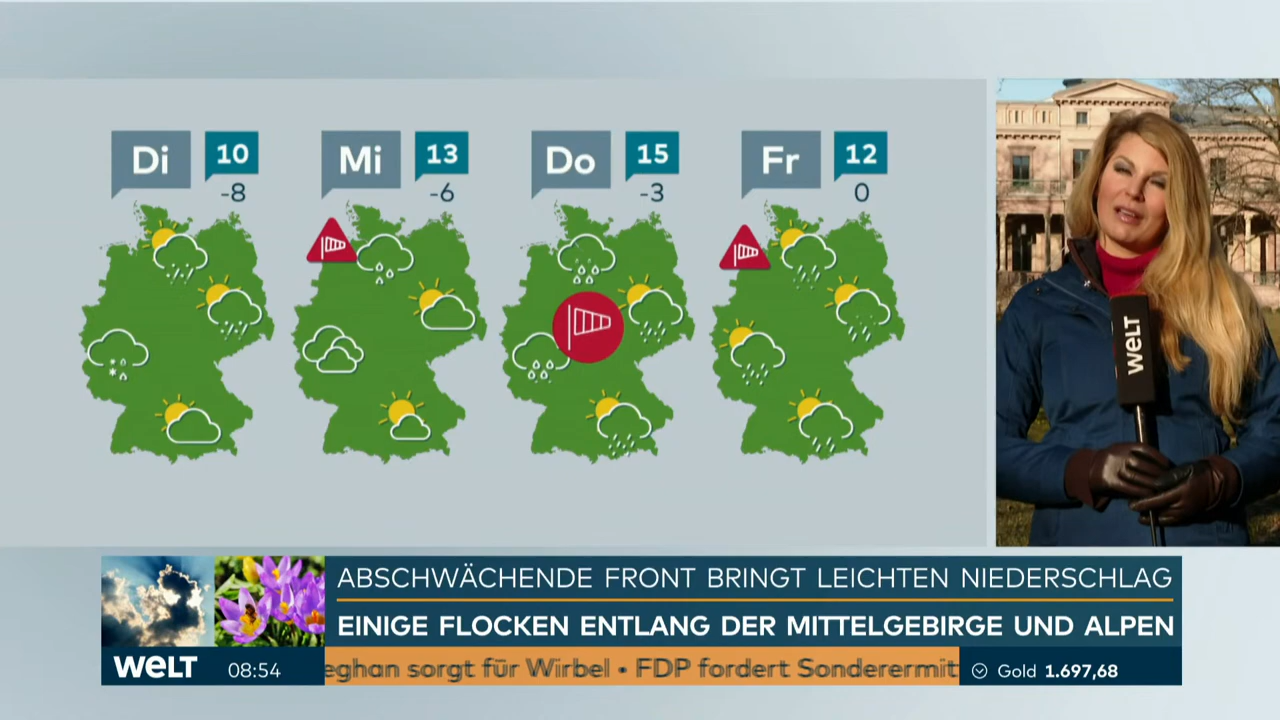 Di 10
-8
Mi 13
-6
Do 15
-3
Fr 12
0
welt
ABSCHWÄCHENDE FRONT BRINGT LEICHTEN NIEDERSCHLAG
EINIGE FLOCKEN ENTLANG DER MITTELGEBIRGE UND ALPEN
welt 08:54 eghan sorgt für Wirbel • FDP fordert Sonderermit Gold 1.697,68